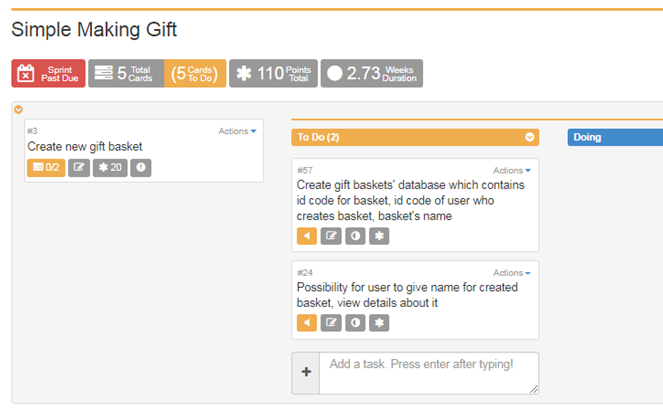 Simple Making Gift
Sprint
Past Due
5 Total
Cards
(5 Cards
To Do)
110 Points
Total
2.73 Weeks
Duration
#3 Actions
Create new gift basket
0/2 20
To Do (2)
#57 Actions
Create gift baskets' database which contains
id code for basket, id code of user who
creates basket, basket's name
#24 Actions
Possibility for user to give name for created
basket, view details about it
Add a task. Press enter after typing!
Doing